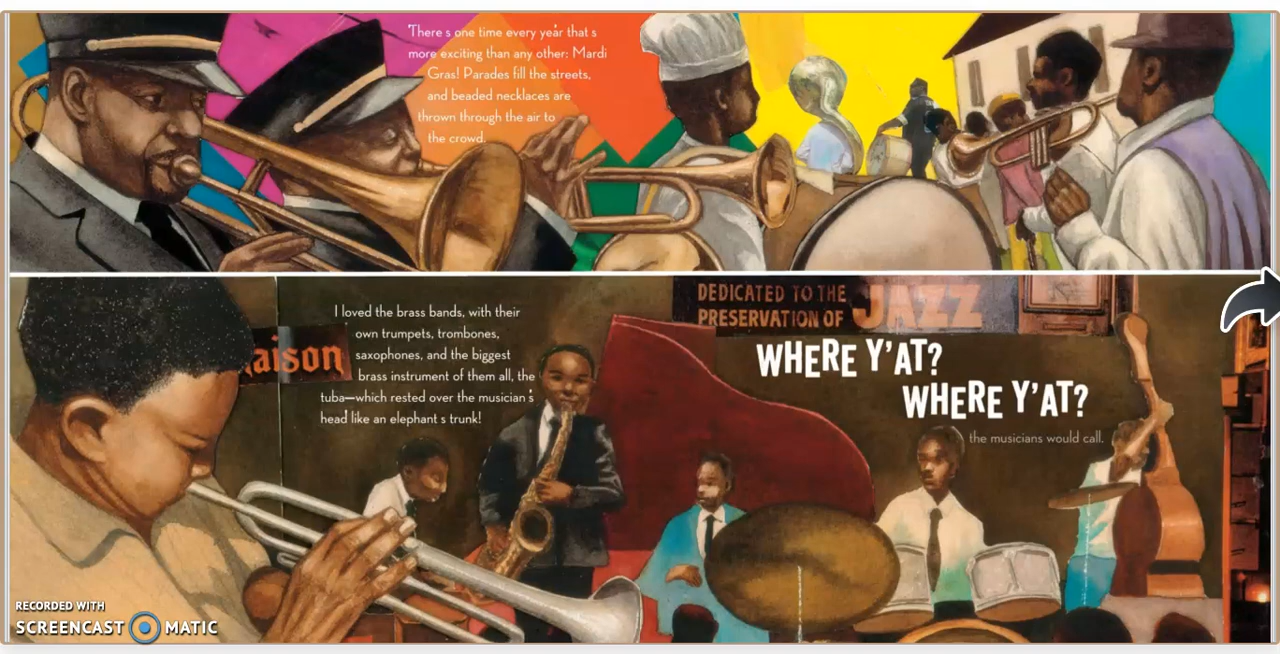 There s one time every year that s
more exciting than any other: Mardi
Gras! Parades fill the streets,
and beaded necklaces are
thrown through the air to
the crowd.
I loved the brass bands, with their
own trumpets, trombones,
saxophones, and the biggest
brass instrument of them all, the
tuba—which rested over the musician s
head like an elephant s trunk!
aison
DEDICATED TO THE
PRESERVATION OF JAZZ
WHERE Y'AT?
WHERE Y'AT?
the musicians would call.
RECORDED WITH
SCREENCAST MATIC